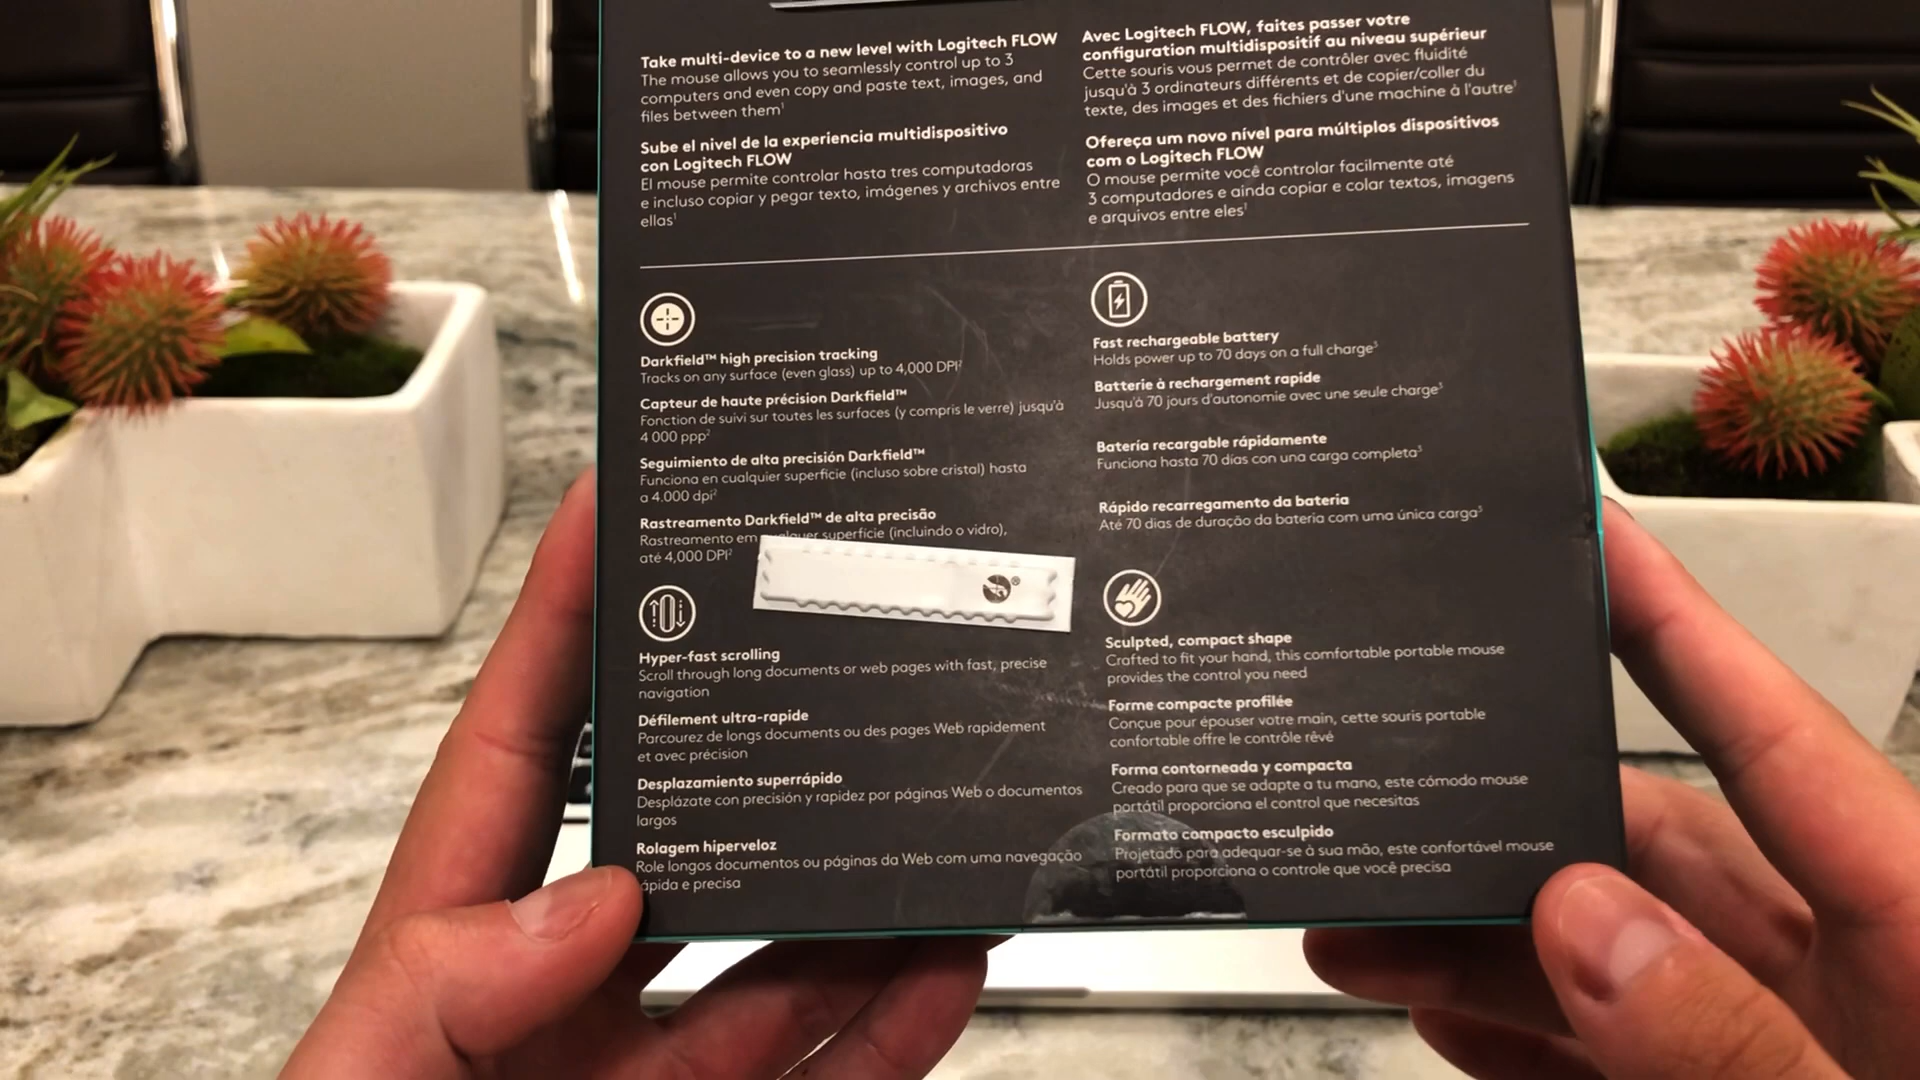 Take multi-device to a new level with Logitech FLOW
The mouse allows you to seamlessly control up to 3
computers and even copy and paste text, images, and
files between them¹
Sube el nivel de la experiencia multidispositivo
con Logitech FLOW
El mouse permite controlar hasta tres computadoras
e incluso copiar y pegar texto, imágenes y archivos entre
ellas¹
Avec Logitech FLOW, faites passer votre
configuration multidispositif au niveau supérieur
Cette souris vous permet de contrôler avec fluidité
jusqu'à 3 ordinateurs différents et de copier/coller du
texte, des images et des fichiers d'une machine à l'autre¹
Ofereça um novo nível para múltiplos dispositivos
com o Logitech FLOW
O mouse permite você controlar facilmente até
3 computadores e ainda copiar e colar textos, imagens
e arquivos entre eles¹
Darkfield™ high precision tracking
Tracks on any surface (even glass) up to 4,000 DPI²
Capteur de haute précision Darkfield™
Fonction de suivi sur toutes les surfaces (y compris le verre) jusqu'à
4 000 ppp²
Seguimiento de alta precisión Darkfield™
Funciona en cualquier superficie (incluso sobre cristal) hasta
a 4.000 dpi²
Rastreamento Darkfield™ de alta precisão
Rastreamento em superfície (incluindo o vidro),
até 4,000 DPI²
Fast rechargeable battery
Holds power up to 70 days on a full charge³
Batterie à rechargement rapide
Jusqu'à 70 jours d'autonomie avec une seule charge³
Batería recargable rápidamente
Funciona hasta 70 días con una carga completa³
Rápido recarregamento da bateria
Até 70 dias de duração da bateria com uma única carga³
Hyper-fast scrolling
Scroll through long documents or web pages with fast, precise
navigation
Défilement ultra-rapide
Parcourez de longs documents ou des pages Web rapidement
et avec précision
Desplazamiento superrápido
Desplázate con precisión y rapidez por páginas Web o documentos
largos
Rolagem hiperveloz
Role longos documentos ou páginas da Web com uma navegação
ápida e precisa
Sculpted, compact shape
Crafted to fit your hand, this comfortable portable mouse
provides the control you need
Forme compacte profilée
Conçue pour épouser votre main, cette souris portable
confortable offre le contrôle rêvé
Forma contorneada y compacta
Creado para que se adapte a tu mano, este cómodo mouse
portátil proporciona el control que necesitas
Formato compacto esculpido
Projetado para adequar-se à sua mão, este confortável mouse
portátil proporciona o controle que você precisa